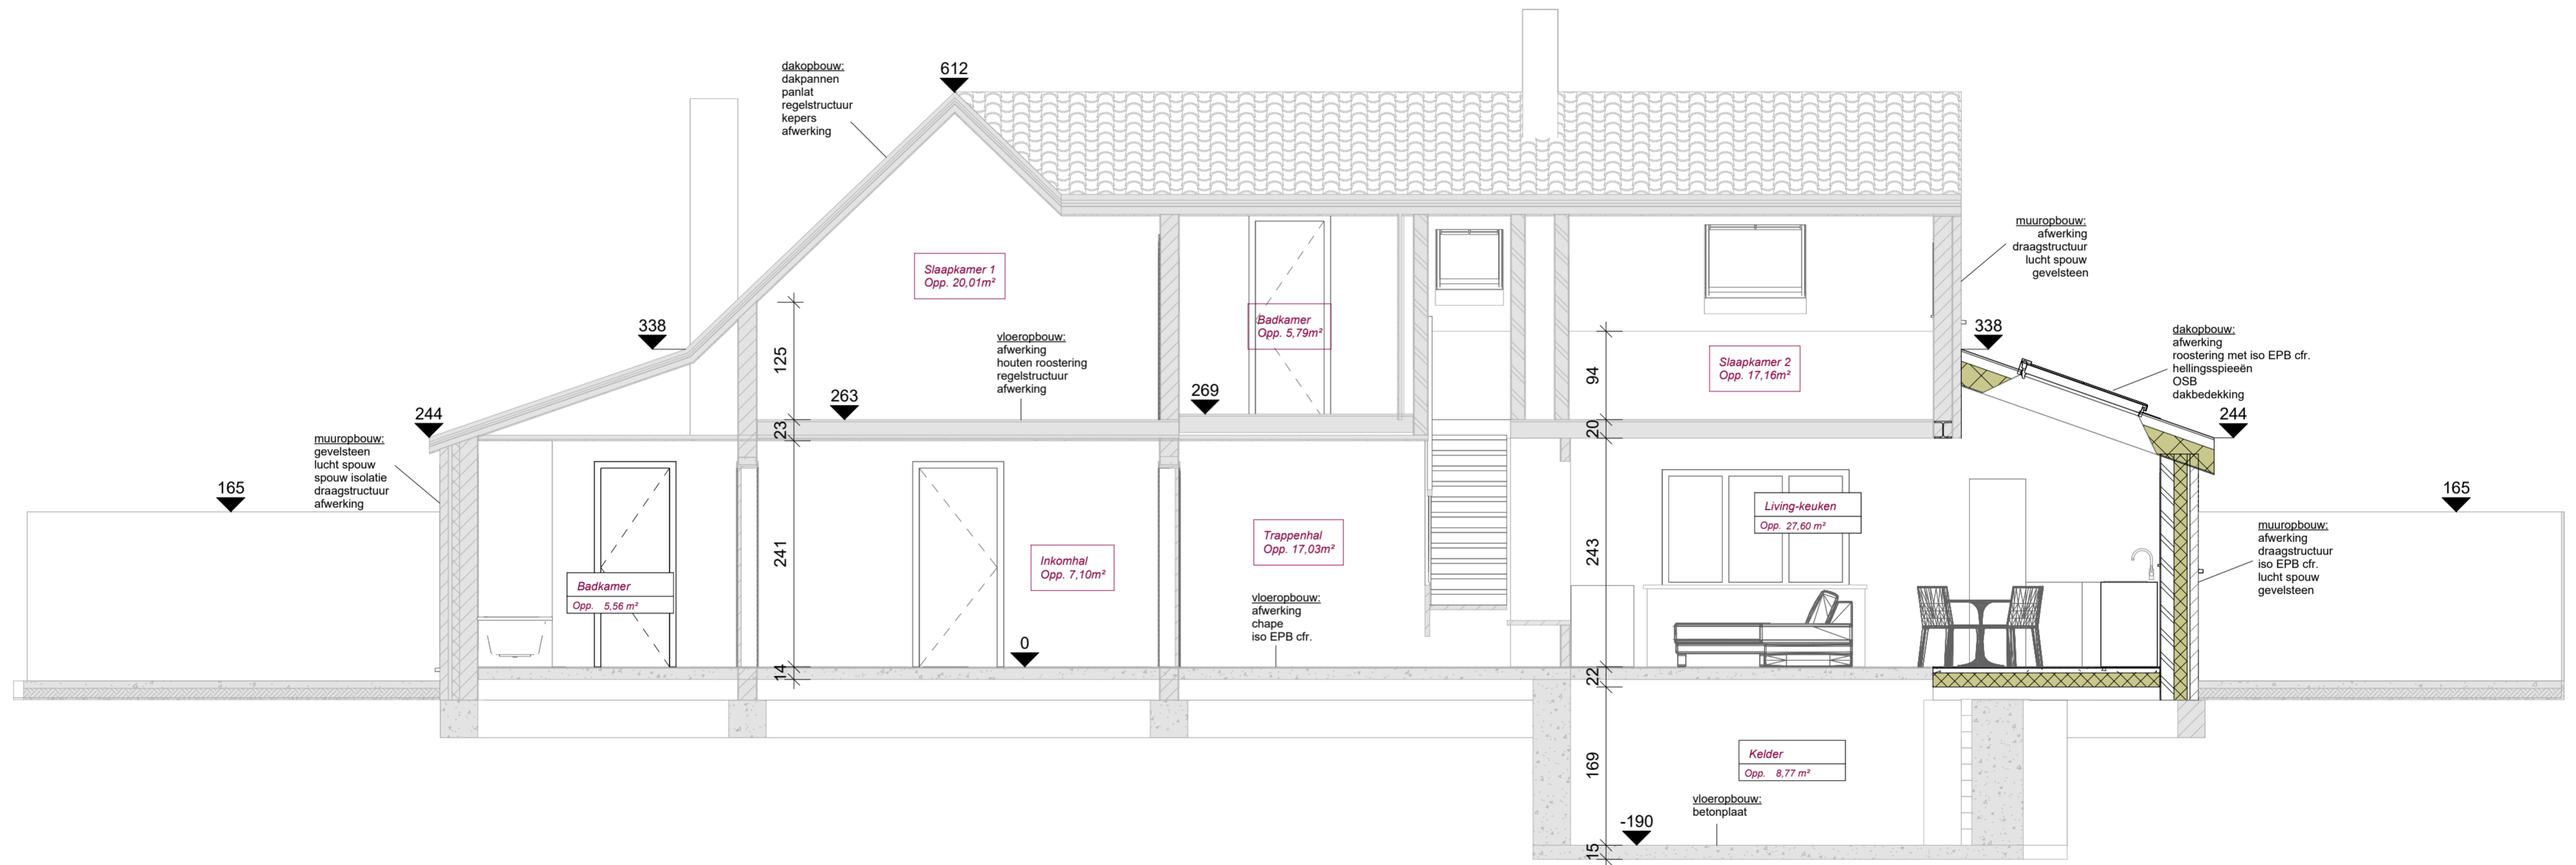 dakopbouw:
dakpannen
panlat
regelstructuur
kepers
afwerking
612
muuropbouw:
afwerking
draagstructuur
lucht spouw
gevelsteen
Slaapkamer 1
Opp. 20,01m²
Badkamer
Opp. 5,79m²
338
338
dakopbouw:
afwerking
roostering met iso EPB cfr.
hellingsspieeën
OSB
dakbedekking
vloeropbouw:
afwerking
houten roostering
regelstructuur
afwerking
125
94
Slaapkamer 2
Opp. 17,16m²
263
269
244
244
23
20
muuropbouw:
gevelsteen
lucht spouw
spouw isolatie
draagstructuur
afwerking
165
165
Living-keuken
Opp. 27,60 m²
muuropbouw:
afwerking
draagstructuur
iso EPB cfr.
lucht spouw
gevelsteen
Trappenhal
Opp. 17,03m²
241
243
Inkomhal
Opp. 7,10m²
Badkamer
Opp. 5,56 m²
vloeropbouw:
afwerking
chape
iso EPB cfr.
0
14
22
Kelder
Opp. 8,77 m²
169
vloeropbouw:
betonplaat
-190
15